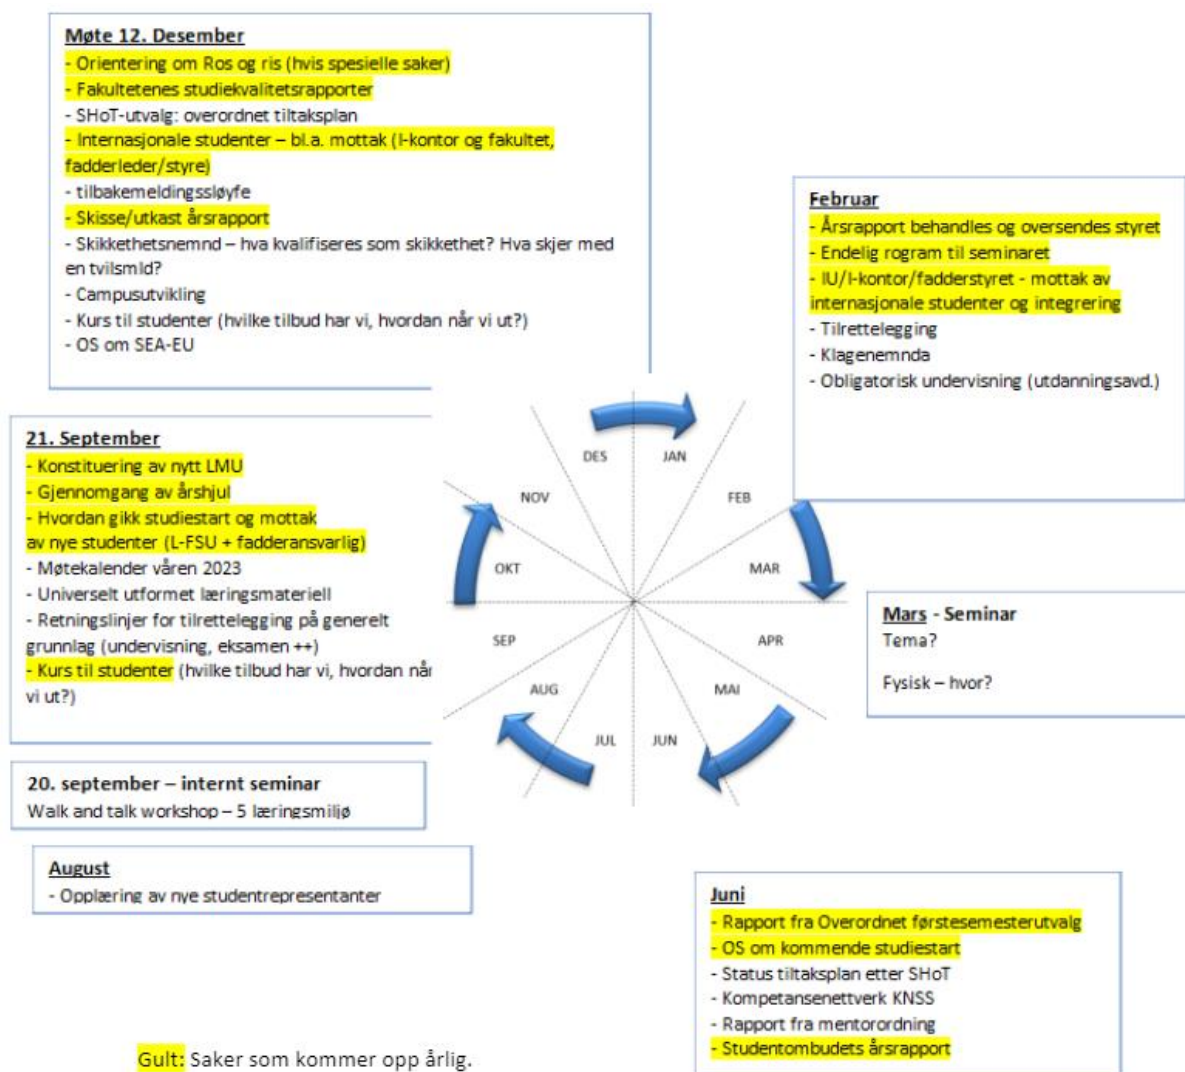 Møte 12. Desember
- Orientering om Ros og ris (hvis spesielle saker)
- Fakultetenes studiekvalitetsrapporter
- SHoT-utvalg: overordnet tiltaksplan
- Internasjonale studenter – bl.a. mottak (I-kontor og fakultet,
fadderleder/styre)
- tilbakemeldingssløyfe
- Skisse/utkast årsrapport
- Skikkethetsnemnd – hva kvalifiseres som skikkethet? Hva skjer med
en tvilsmld?
- Campusutvikling
- Kurs til studenter (hvilke tilbud har vi, hvordan når vi ut?)
- OS om SEA-EU
Februar
- Årsrapport behandles og oversendes styret
- Endelig rogram til seminaret
- IU/I-kontor/fadderstyret - mottak av
internasjonale studenter og integrering
- Tilrettelegging
- Klagenemnda
- Obligatorisk undervisning (utdanningsavd.)
21. September
- Konstituering av nytt LMU
- Gjennomgang av årshjul
- Hvordan gikk studiestart og mottak
av nye studenter (L-FSU + fadderansvarlig)
- Møtekalender våren 2023
- Universelt utformet læringsmateriell
- Retningslinjer for tilrettelegging på generelt
grunnlag (undervisning, eksamen ++)
- Kurs til studenter (hvilke tilbud har vi, hvordan når
vi ut?)
DES
JAN
NOV
FEB
OKT
MAR
SEP
APR
AUG
MAI
JUL
JUN
Mars - Seminar
Tema?
Fysisk – hvor?
20. september – internt seminar
Walk and talk workshop – 5 læringsmiljø
August
- Opplæring av nye studentrepresentanter
Juni
- Rapport fra Overordnet førstesemesterutvalg
- OS om kommende studiestart
- Status tiltaksplan etter SHoT
- Kompetansenettverk KNSS
- Rapport fra mentorordning
- Studentombudets årsrapport
Gult: Saker som kommer opp årlig.